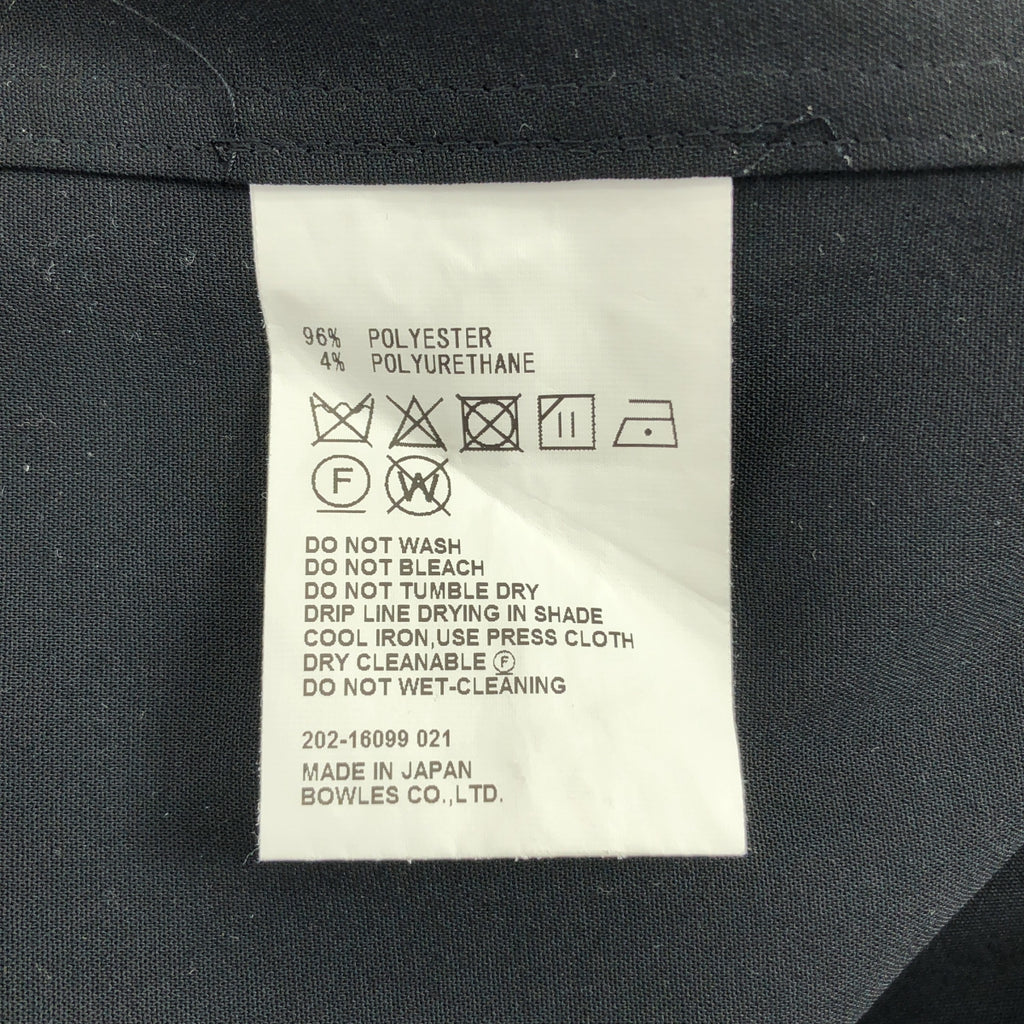 96% POLYESTER
4% POLYURETHANE
F W
DO NOT WASH
DO NOT BLEACH
DO NOT TUMBLE DRY
DRIP LINE DRYING IN SHADE
COOL IRON,USE PRESS CLOTH
DRY CLEANABLE Ⓕ
DO NOT WET-CLEANING
202-16099 021
MADE IN JAPAN
BOWLES CO.,LTD.